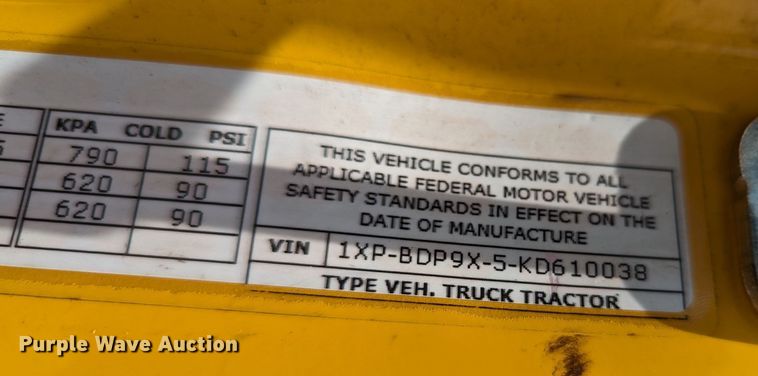 KPA COLD PSI
790 115
620 90
620 90
THIS VEHICLE CONFORMS TO ALL
APPLICABLE FEDERAL MOTOR VEHICLE
SAFETY STANDARDS IN EFFECT ON THE
DATE OF MANUFACTURE
VIN 1XP-BDP9X-5-KD610038
TYPE VEH. TRUCK TRACTOR
Purple Wave Auction